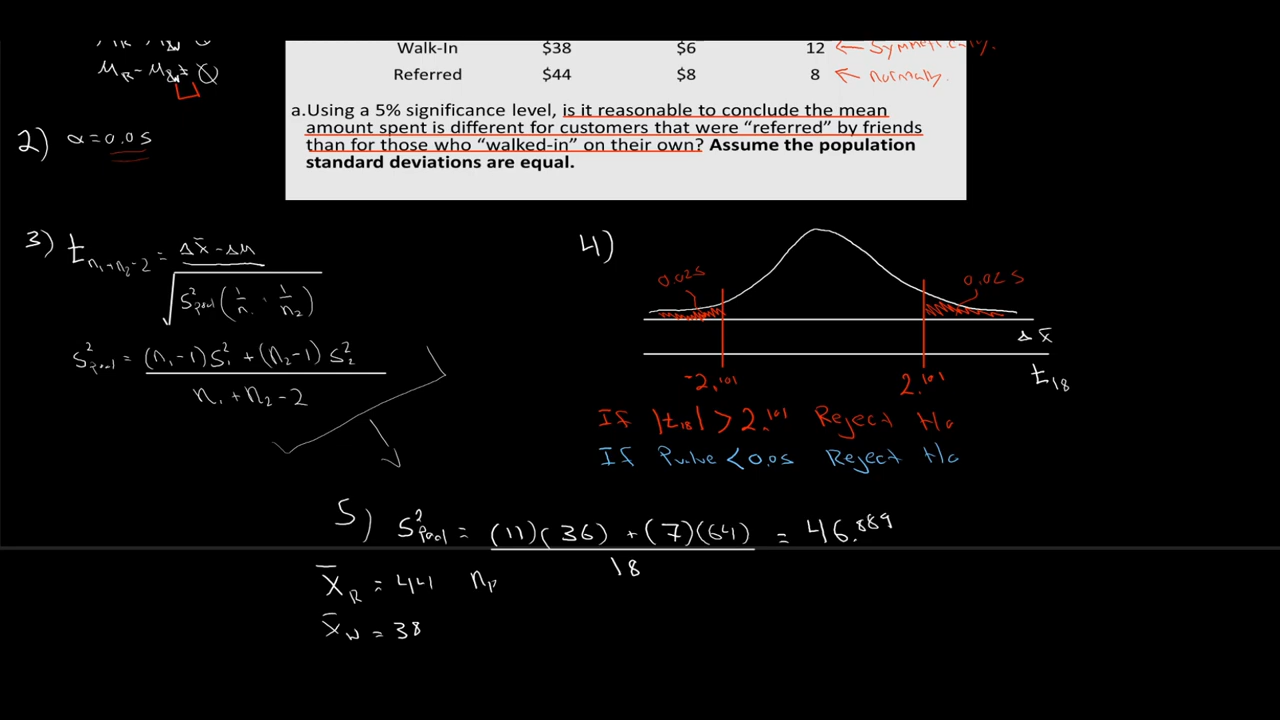 Walk-In $38 $6 12 ← Symmetrically.
Referred $44 $8 8 ← normally.
μR - μW ≠ 0
a. Using a 5% significance level, is it reasonable to conclude the mean
amount spent is different for customers that were “referred” by friends
than for those who “walked-in” on their own? Assume the population
standard deviations are equal.
2) α = 0.05
3) t n₁+n₂-2 = Δx̄ - Δμ
√ S²pool (1/n₁ + 1/n₂)
S²pool = (n₁-1) S₁² + (n₂-1) S₂²
n₁ + n₂ - 2
4)
0.025 0.025
Δx̄
t18
-2.101 2.101
If |t18| > 2.101 Reject Ho
If Pvalue < 0.05 Reject Ho
5) S²pool = (11)(36) + (7)(64) = 46.889
18
x̄R = 44 np
x̄W = 38